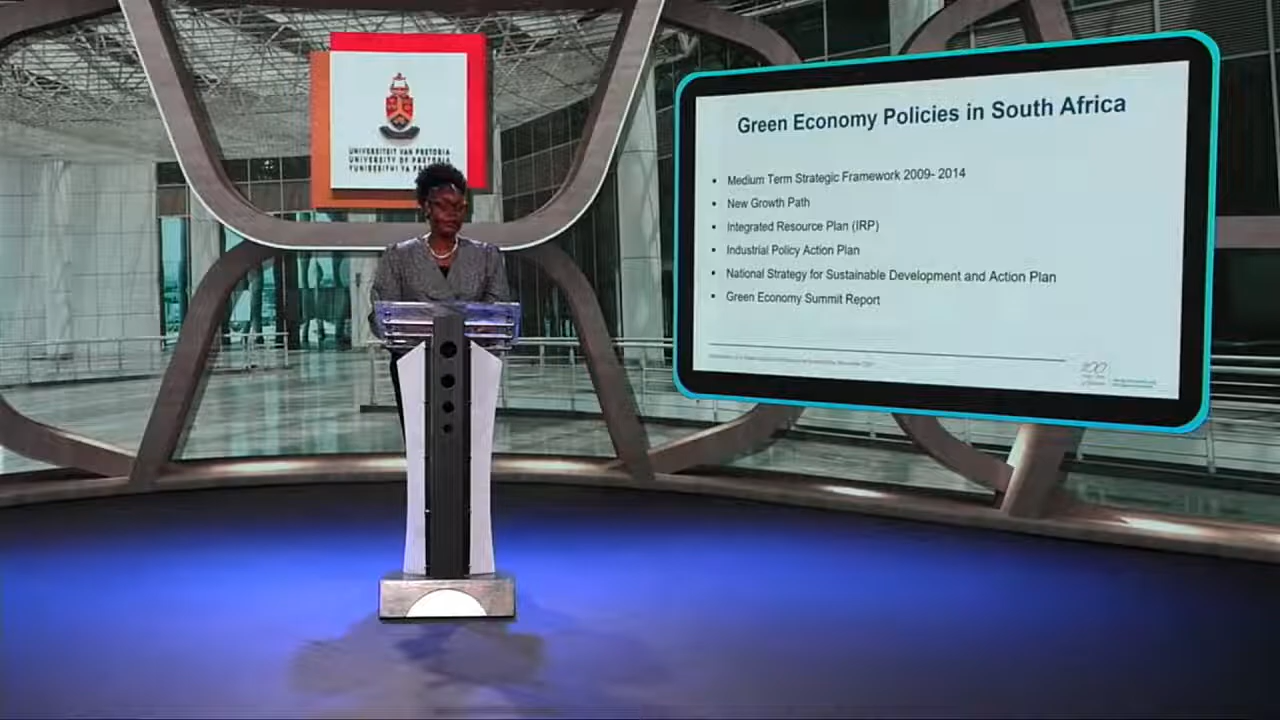 UNIVERSITEIT VAN PRETORIA
UNIVERSITY OF PRETORIA
YUNIBESITHI YA
Green Economy Policies in South Africa
• Medium Term Strategic Framework 2009- 2014
• New Growth Path
• Integrated Resource Plan (IRP)
• Industrial Policy Action Plan
• National Strategy for Sustainable Development and Action Plan
• Green Economy Summit Report